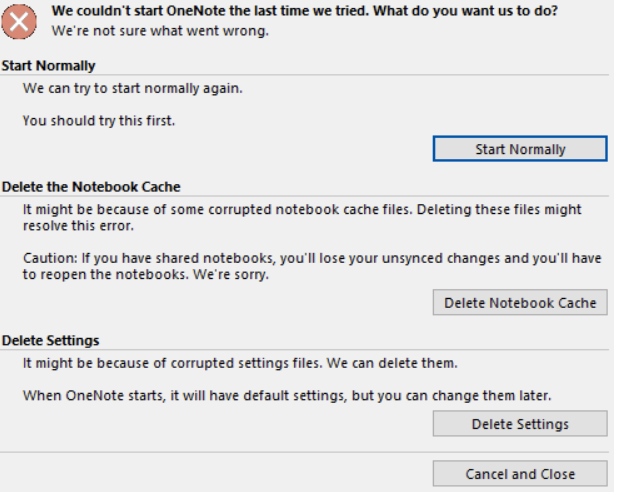 We couldn't start OneNote the last time we tried. What do you want us to do?
We're not sure what went wrong.
Start Normally
We can try to start normally again.
You should try this first.
Start Normally
Delete the Notebook Cache
It might be because of some corrupted notebook cache files. Deleting these files might
resolve this error.
Caution: If you have shared notebooks, you'll lose your unsynced changes and you'll have
to reopen the notebooks. We're sorry.
Delete Notebook Cache
Delete Settings
It might be because of corrupted settings files. We can delete them.
When OneNote starts, it will have default settings, but you can change them later.
Delete Settings
Cancel and Close